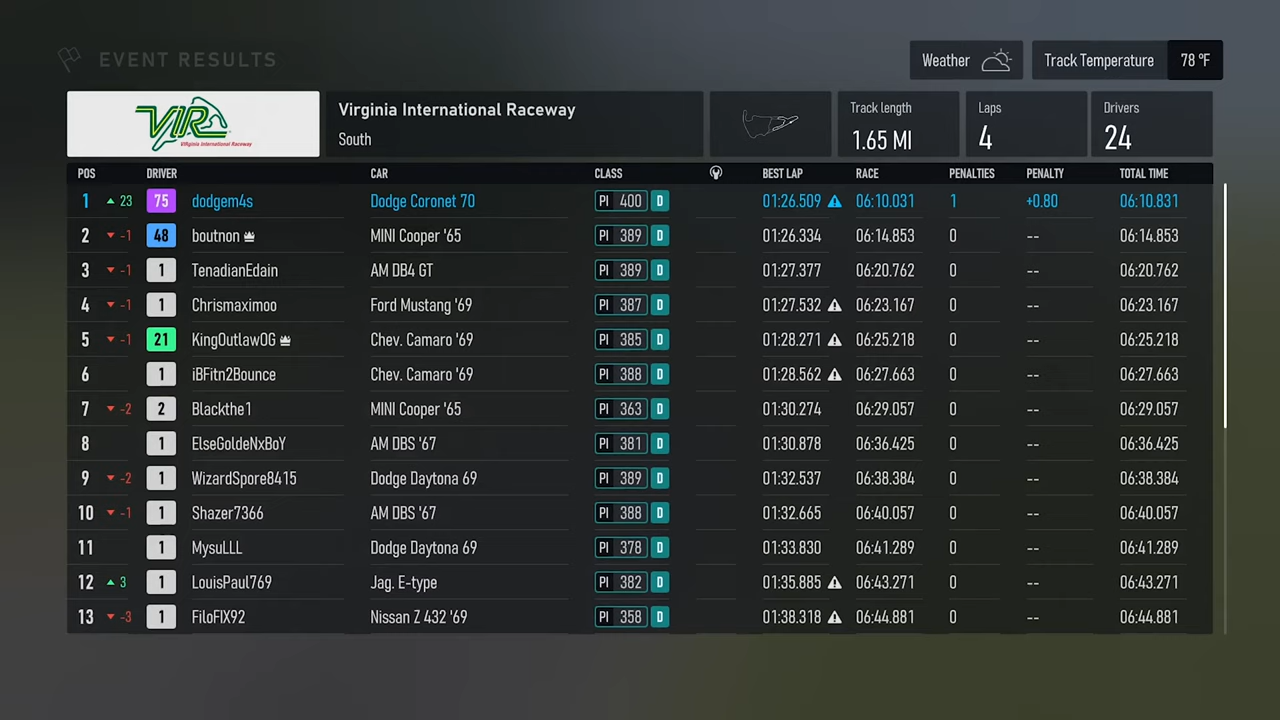 EVENT RESULTS
Weather
Track Temperature 78 °F
VIR
Virginia International Raceway
Virginia International Raceway
South
Track length
1.65 MI
Laps
4
Drivers
24
POS DRIVER CAR CLASS BEST LAP RACE PENALTIES PENALTY TOTAL TIME
1 23 75 dodgem4s Dodge Coronet 70 PI 400 D 01:26.509 06:10.031 1 +0.80 06:10.831
2 -1 48 boutnon MINI Cooper '65 PI 389 D 01:26.334 06:14.853 0 -- 06:14.853
3 -1 1 TenadianEdain AM DB4 GT PI 389 D 01:27.377 06:20.762 0 -- 06:20.762
4 -1 1 Chrismaximoo Ford Mustang '69 PI 387 D 01:27.532 06:23.167 0 -- 06:23.167
5 -1 21 KingOutlawOG Chev. Camaro '69 PI 385 D 01:28.271 06:25.218 0 -- 06:25.218
6 1 iBFitn2Bounce Chev. Camaro '69 PI 388 D 01:28.562 06:27.663 0 -- 06:27.663
7 -2 2 Blackthe1 MINI Cooper '65 PI 363 D 01:30.274 06:29.057 0 -- 06:29.057
8 1 ElseGoldeNxBoY AM DBS '67 PI 381 D 01:30.878 06:36.425 0 -- 06:36.425
9 -2 1 WizardSpore8415 Dodge Daytona 69 PI 389 D 01:32.537 06:38.384 0 -- 06:38.384
10 -1 1 Shazer7366 AM DBS '67 PI 388 D 01:32.665 06:40.057 0 -- 06:40.057
11 1 MysuLLL Dodge Daytona 69 PI 378 D 01:33.830 06:41.289 0 -- 06:41.289
12 3 1 LouisPaul769 Jag. E-type PI 382 D 01:35.885 06:43.271 0 -- 06:43.271
13 -3 1 FiloFIX92 Nissan Z 432 '69 PI 358 D 01:38.318 06:44.881 0 -- 06:44.881